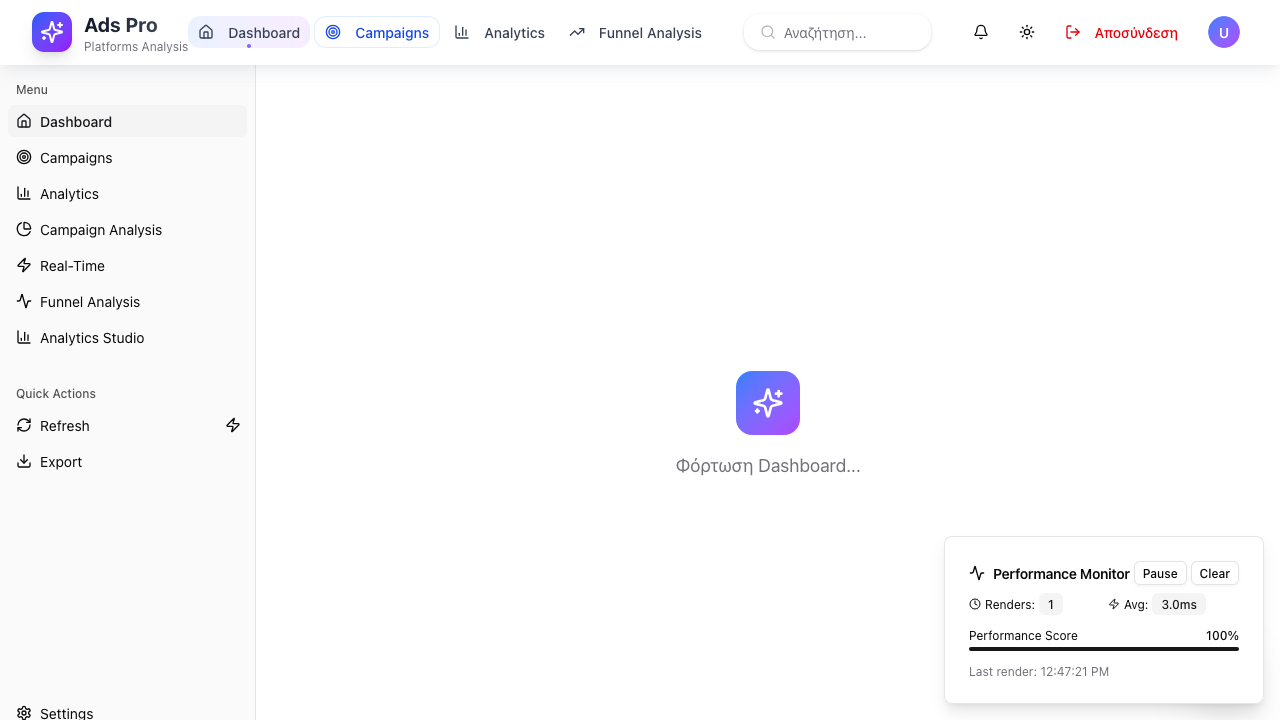 Ads Pro
Platforms Analysis
Dashboard
Campaigns
Analytics
Funnel Analysis
Αναζήτηση...
Αποσύνδεση
U
Menu
Dashboard
Campaigns
Analytics
Campaign Analysis
Real-Time
Funnel Analysis
Analytics Studio
Quick Actions
Refresh
Export
Settings
Φόρτωση Dashboard...
Performance Monitor
Pause
Clear
Renders: 1
Avg: 3.0ms
Performance Score 100%
Last render: 12:47:21 PM